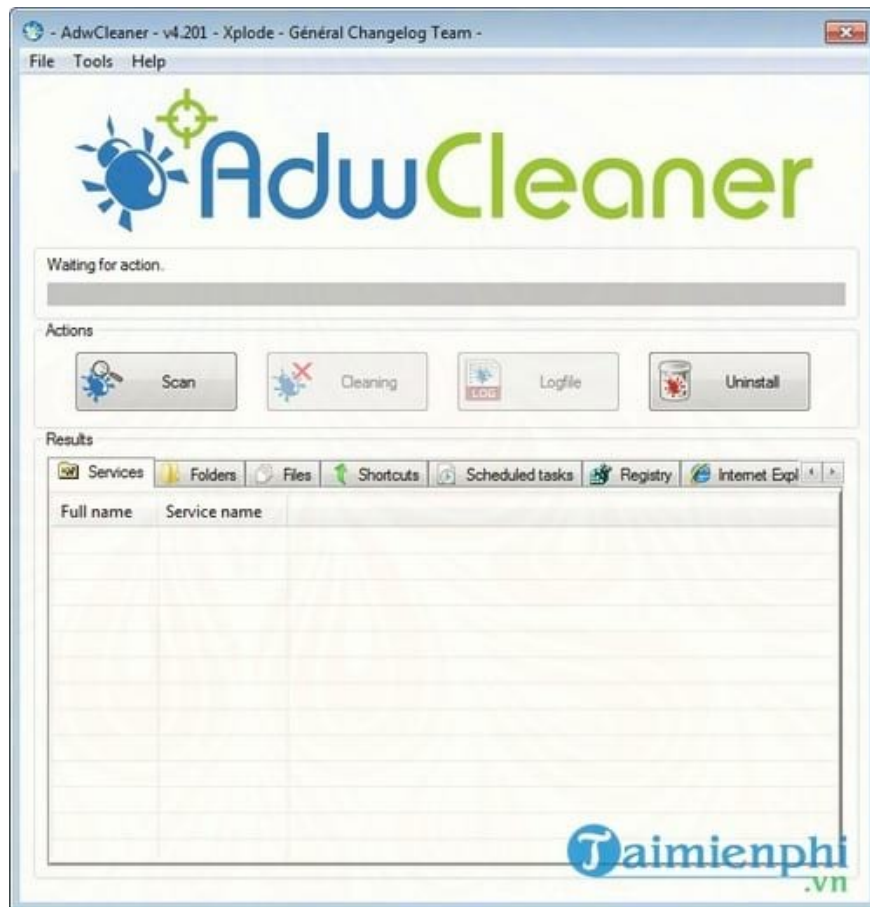 - AdwCleaner - v4.201 - Xplode - Général Changelog Team -
File Tools Help
AdwCleaner
Waiting for action.
Actions
Scan Cleaning LOG Logfile Uninstall
Results
Services Folders Files Shortcuts Scheduled tasks Registry Internet Expl
Full name Service name
Taimienphi
.vn